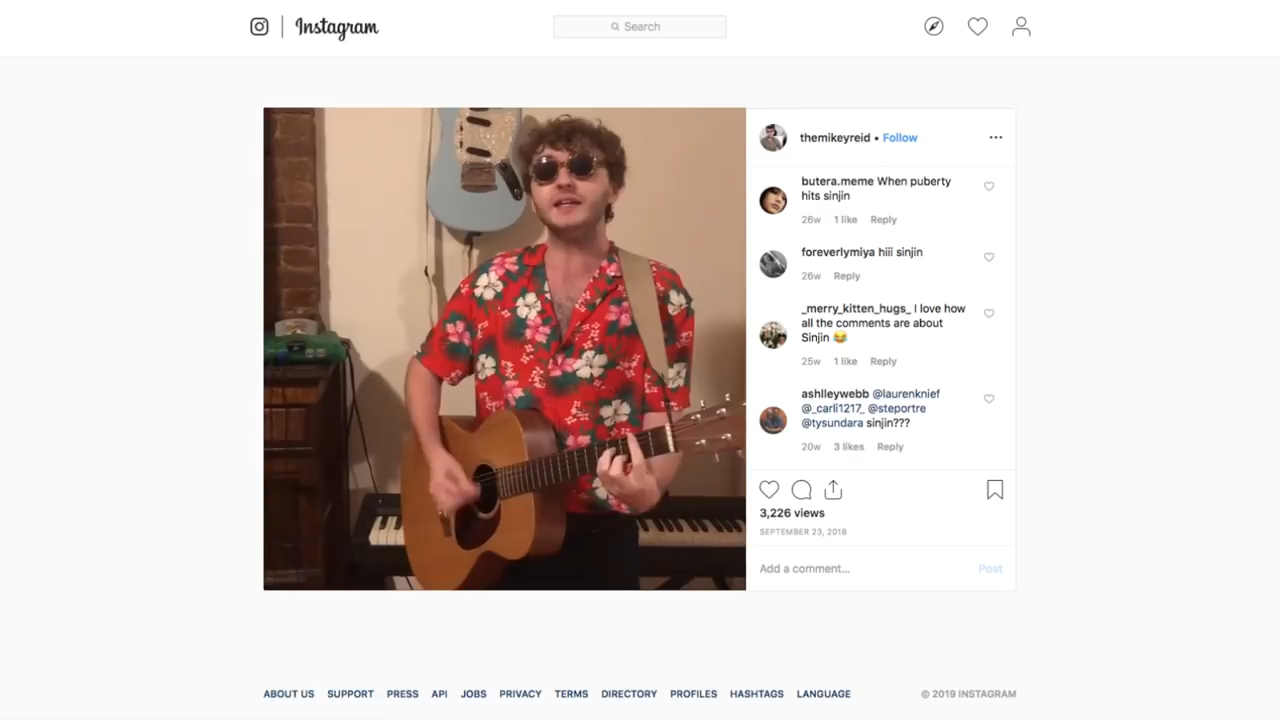 Instagram
Search
themikeyreid • Follow
butera.meme When puberty
hits sinjin
26w 1 like Reply
foreverlymiya hiii sinjin
26w Reply
_merry_kitten_hugs_ I love how
all the comments are about
Sinjin 😂
25w 1 like Reply
ashlleywebb @laurenknief
@_carli1217_ @steportre
@tysundara sinjin???
20w 3 likes Reply
3,226 views
SEPTEMBER 23, 2018
Add a comment...
Post
ABOUT US SUPPORT PRESS API JOBS PRIVACY TERMS DIRECTORY PROFILES HASHTAGS LANGUAGE
© 2019 INSTAGRAM